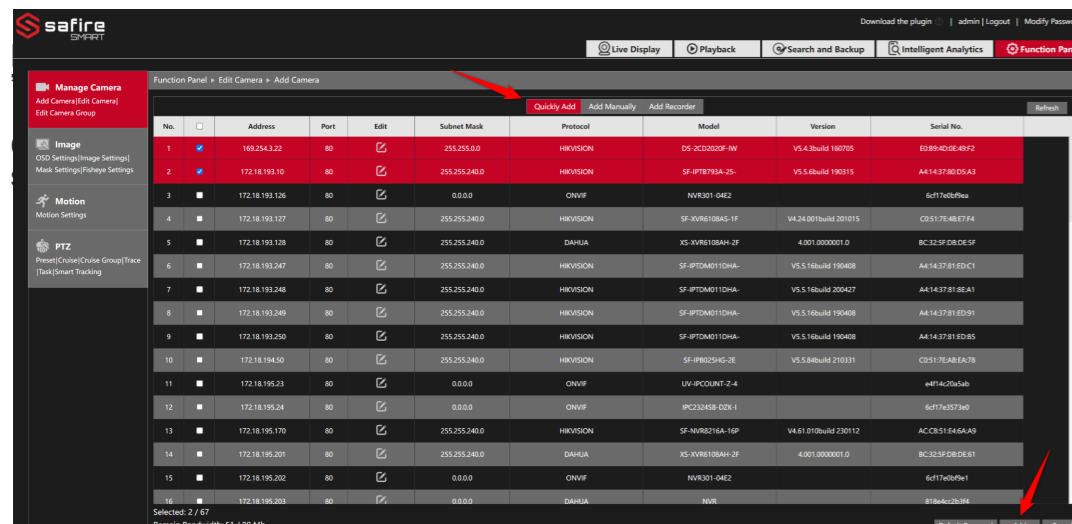 safire
SMART
Download the plugin | admin | Logout | Modify Passw
Live Display Playback Search and Backup Intelligent Analytics Function Pan
Manage Camera
Add Camera|Edit Camera|
Edit Camera Group
Image
OSD Settings|Image Settings|
Mask Settings|Fisheye Settings
Motion
Motion Settings
PTZ
Preset|Cruise|Cruise Group|Trace
|Task|Smart Tracking
Function Panel ▸ Edit Camera ▸ Add Camera
Quickly Add Add Manually Add Recorder Refresh
No. Address Port Edit Subnet Mask Protocol Model Version Serial No.
1 169.254.3.22 80 255.255.0.0 HIKVISION DS-2CD2020F-IW V5.4.3build 160705 E0:B9:4D:0E:49:F2
2 172.18.193.10 80 255.255.240.0 HIKVISION SF-IPT8793A-25- V5.5.6build 190315 A4:14:37:80:D5:A3
3 172.18.193.126 80 0.0.0.0 ONVIF NVR301-04E2 6cf17e0bf9ea
4 172.18.193.127 80 255.255.240.0 HIKVISION SF-XVR6108AS-1F V4.24.001build 201015 C0:51:7E:4B:E7:F4
5 172.18.193.128 80 255.255.240.0 DAHUA XS-XVR6108AH-2F 4.001.0000001.0 BC:32:5F:DB:DE:5F
6 172.18.193.247 80 255.255.240.0 HIKVISION SF-IPTDM011DHA- V5.5.16build 190408 A4:14:37:81:ED:C1
7 172.18.193.248 80 255.255.240.0 HIKVISION SF-IPTDM011DHA- V5.5.16build 200427 A4:14:37:81:8E:A1
8 172.18.193.249 80 255.255.240.0 HIKVISION SF-IPTDM011DHA- V5.5.16build 190408 A4:14:37:81:ED:91
9 172.18.193.250 80 255.255.240.0 HIKVISION SF-IPTDM011DHA- V5.5.16build 190408 A4:14:37:81:ED:B5
10 172.18.194.50 80 255.255.240.0 HIKVISION SF-IPB025HG-2E V5.5.84build 210331 C0:51:7E:AB:EA:78
11 172.18.195.23 80 0.0.0.0 ONVIF UV-IPCOUNT-Z-4 e4f14c20a5ab
12 172.18.195.24 80 0.0.0.0 ONVIF IPC2324SB-DZK-I 6cf17e3573e0
13 172.18.195.170 80 255.255.240.0 HIKVISION SF-NVR8216A-16P V4.61.010build 230112 AC:CB:51:E4:6A:A9
14 172.18.195.201 80 255.255.240.0 DAHUA XS-XVR6108AH-2F 4.001.0000001.0 BC:32:5F:DB:DE:61
15 172.18.195.202 80 0.0.0.0 ONVIF NVR301-04E2 6cf17e0bf9e1
16 172.18.195.203 80 0.0.0.0 DAHUA NVR 818e4cc2b3f4
Selected: 2 / 67